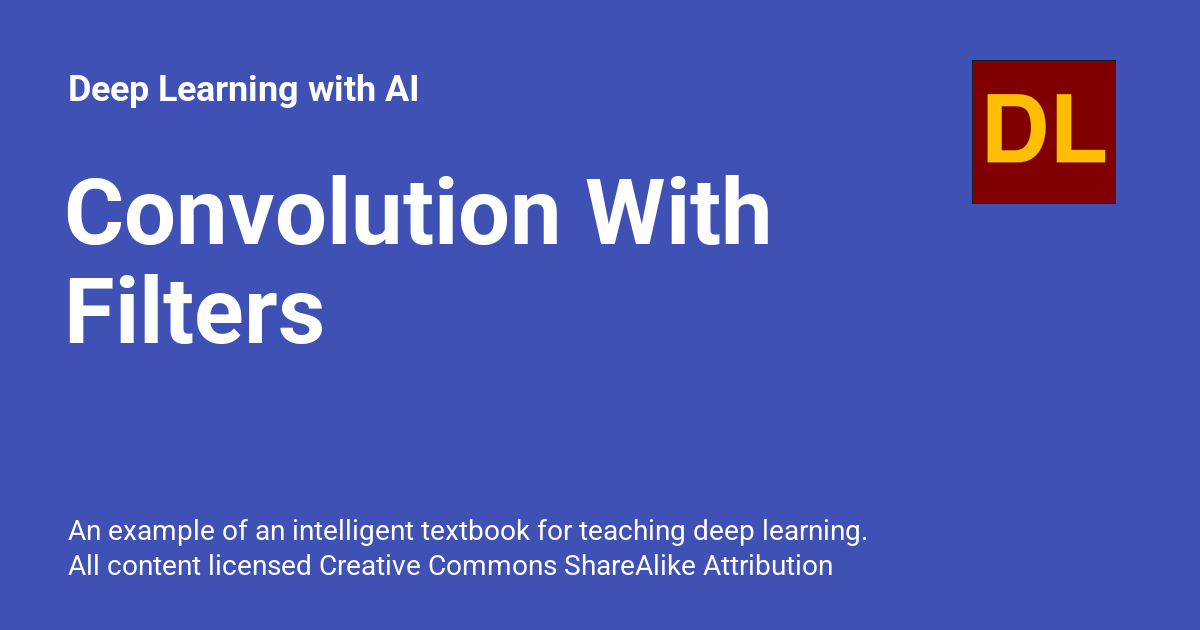 Deep Learning with AI
DL
Convolution With
Filters
An example of an intelligent textbook for teaching deep learning.
All content licensed Creative Commons ShareAlike Attribution